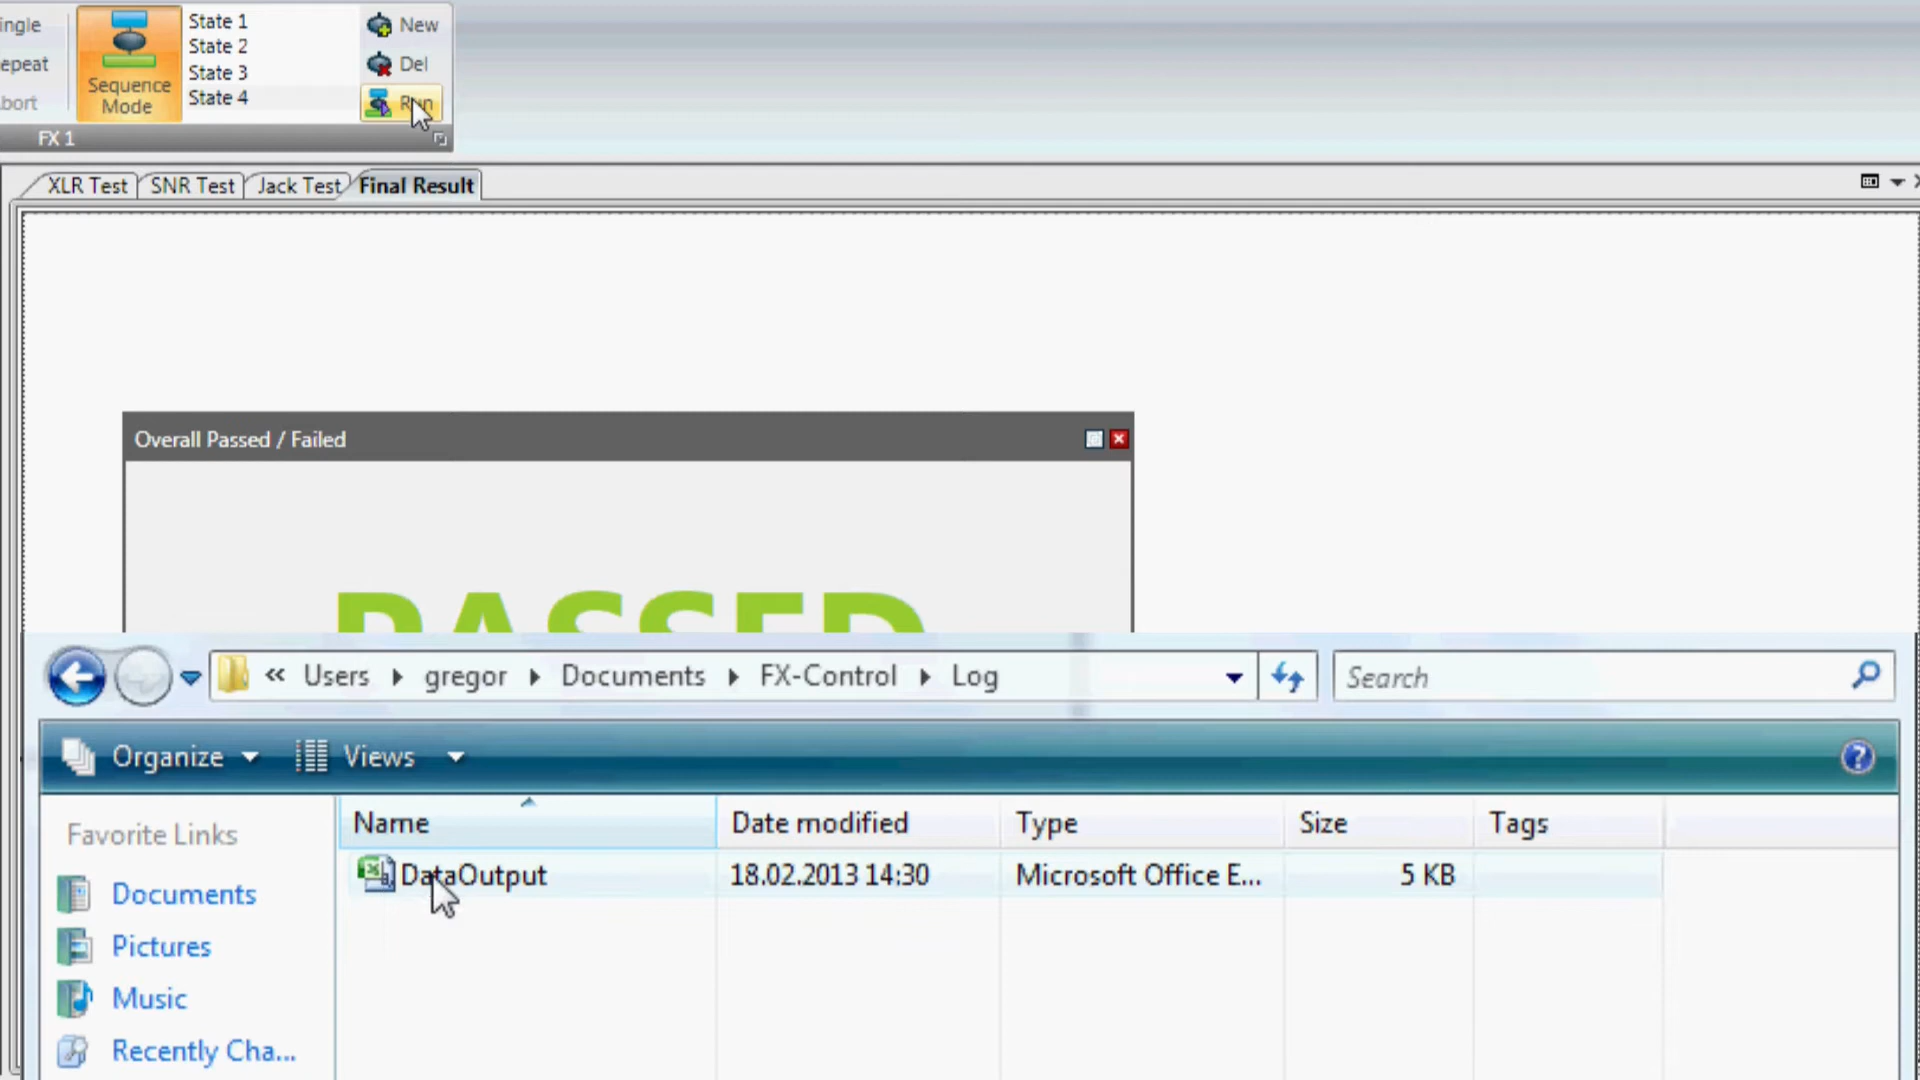 ingle
epeat
bort
Sequence
Mode
State 1
State 2
State 3
State 4
New
Del
Run
FX 1
XLR Test
SNR Test
Jack Test
Final Result
Overall Passed / Failed
PASSED
« Users ▸ gregor ▸ Documents ▸ FX-Control ▸ Log
Search
Organize
Views
Favorite Links
Documents
Pictures
Music
Recently Cha...
Name Date modified Type Size Tags
DataOutput 18.02.2013 14:30 Microsoft Office E... 5 KB